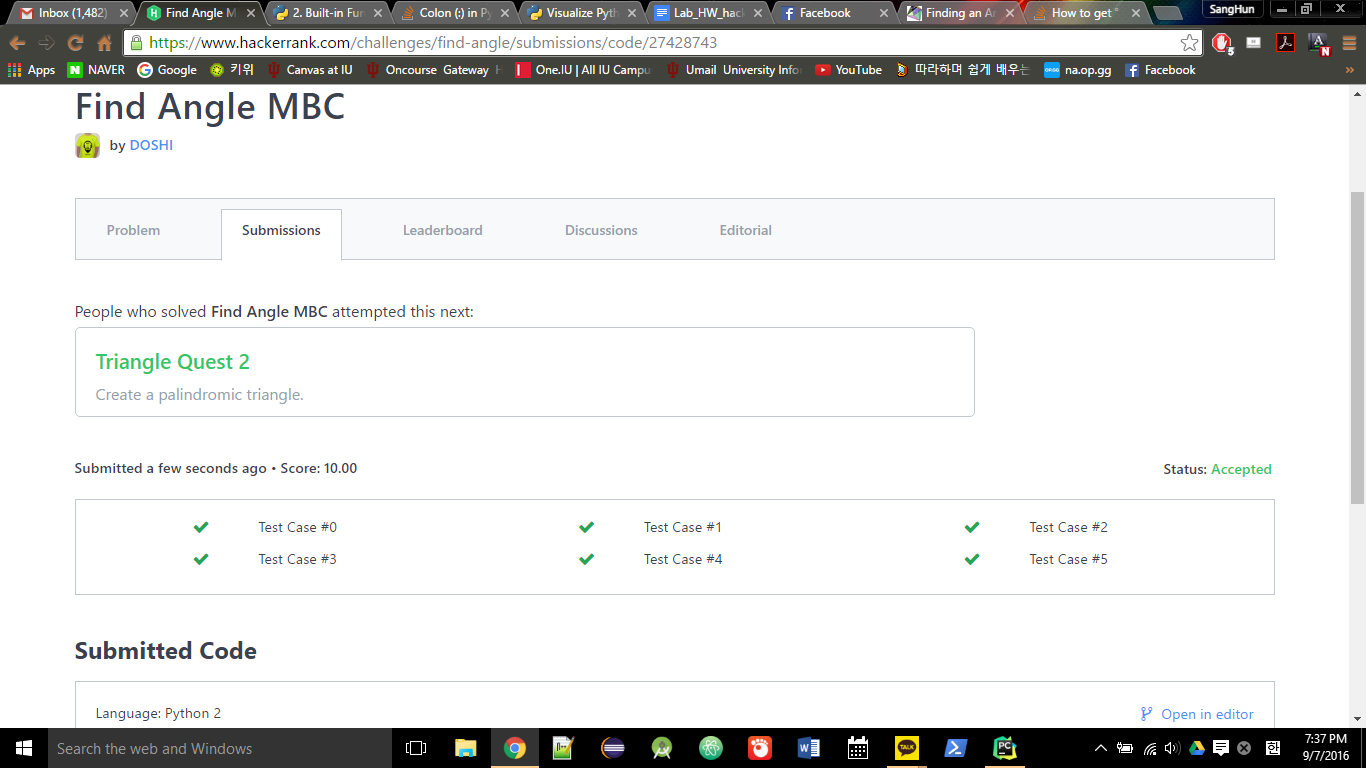 Inbox (1,482)
Find Angle M
2. Built-in Fun
Colon (:) in Py
Visualize Pyth
Lab_HW_hac
Facebook
Finding an A
How to get "
SangHun
https://www.hackerrank.com/challenges/find-angle/submissions/code/27428743
Apps
NAVER
Google
키위
Canvas at IU
Oncourse Gateway
One.IU | All IU Campu
Umail University Info
YouTube
따라하며 쉽게 배우는
na.op.gg
Facebook
Find Angle MBC
by DOSHI
Problem
Submissions
Leaderboard
Discussions
Editorial
People who solved Find Angle MBC attempted this next:
Triangle Quest 2
Create a palindromic triangle.
Submitted a few seconds ago • Score: 10.00
Status: Accepted
Test Case #0
Test Case #1
Test Case #2
Test Case #3
Test Case #4
Test Case #5
Submitted Code
Language: Python 2
Open in editor
Search the web and Windows
TALK
PC
한
7:37 PM
9/7/2016